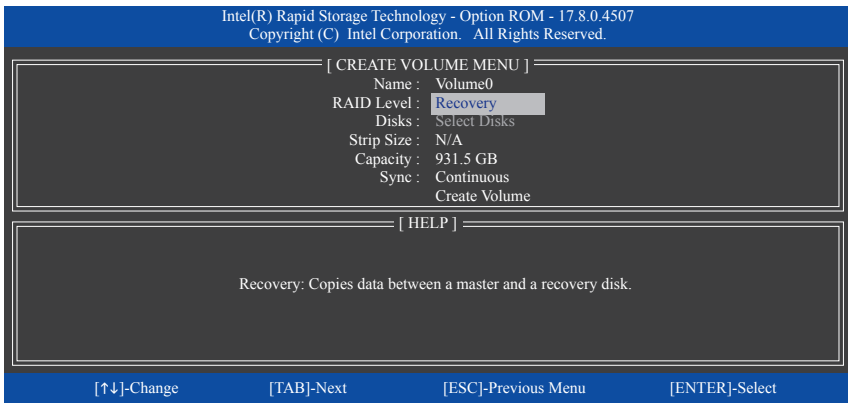 Intel(R) Rapid Storage Technology - Option ROM - 17.8.0.4507
Copyright (C) Intel Corporation. All Rights Reserved.
[ CREATE VOLUME MENU ]
Name : Volume0
RAID Level : Recovery
Disks : Select Disks
Strip Size : N/A
Capacity : 931.5 GB
Sync : Continuous
Create Volume
[ HELP ]
Recovery: Copies data between a master and a recovery disk.
[↑↓]-Change [TAB]-Next [ESC]-Previous Menu [ENTER]-Select